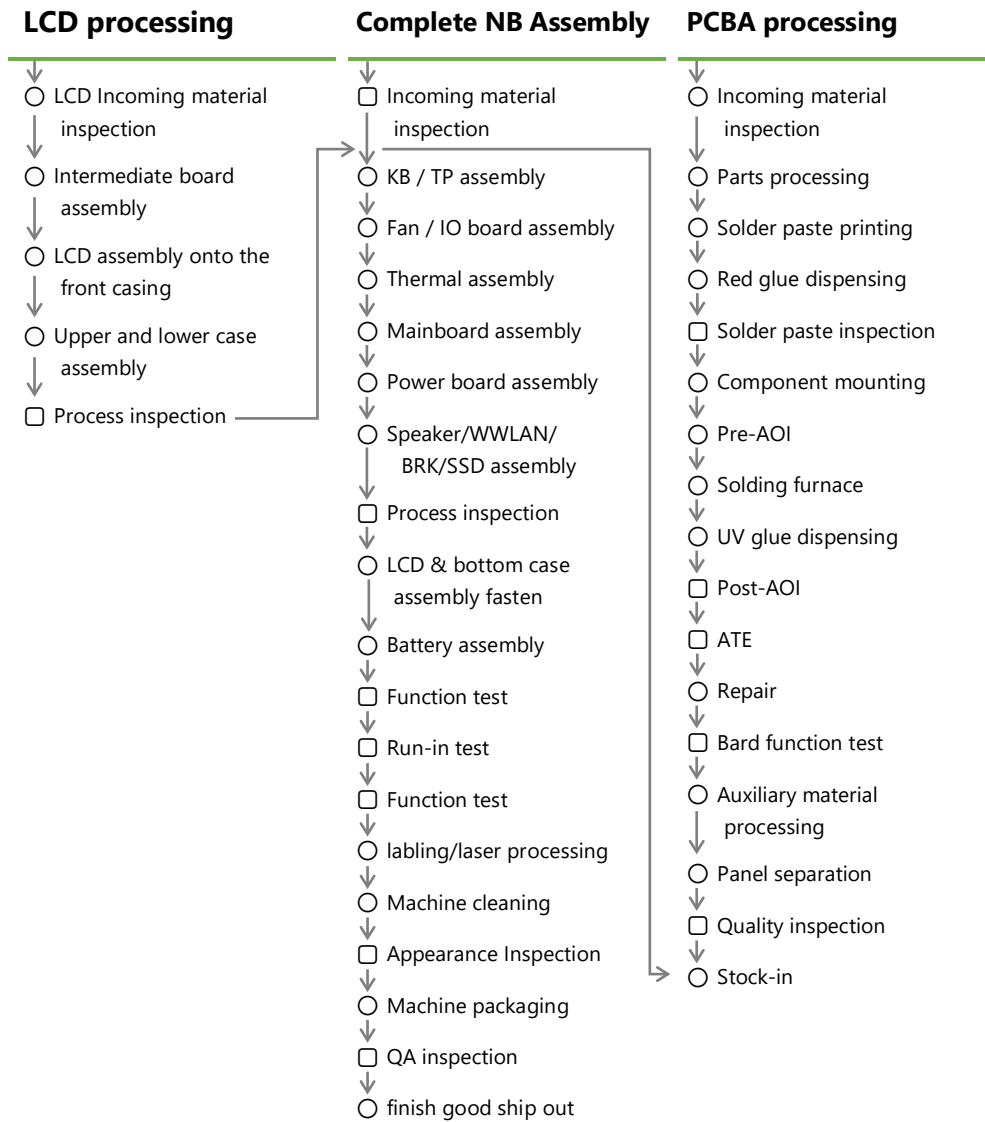 LCD processing
LCD Incoming material
inspection
Intermediate board
assembly
LCD assembly onto the
front casing
Upper and lower case
assembly
Process inspection
Complete NB Assembly
Incoming material
inspection
KB / TP assembly
Fan / IO board assembly
Thermal assembly
Mainboard assembly
Power board assembly
Speaker/WWLAN/
BRK/SSD assembly
Process inspection
LCD & bottom case
assembly fasten
Battery assembly
Function test
Run-in test
Function test
labling/laser processing
Machine cleaning
Appearance Inspection
Machine packaging
QA inspection
finish good ship out
PCBA processing
Incoming material
inspection
Parts processing
Solder paste printing
Red glue dispensing
Solder paste inspection
Component mounting
Pre-AOI
Solding furnace
UV glue dispensing
Post-AOI
ATE
Repair
Bard function test
Auxiliary material
processing
Panel separation
Quality inspection
Stock-in